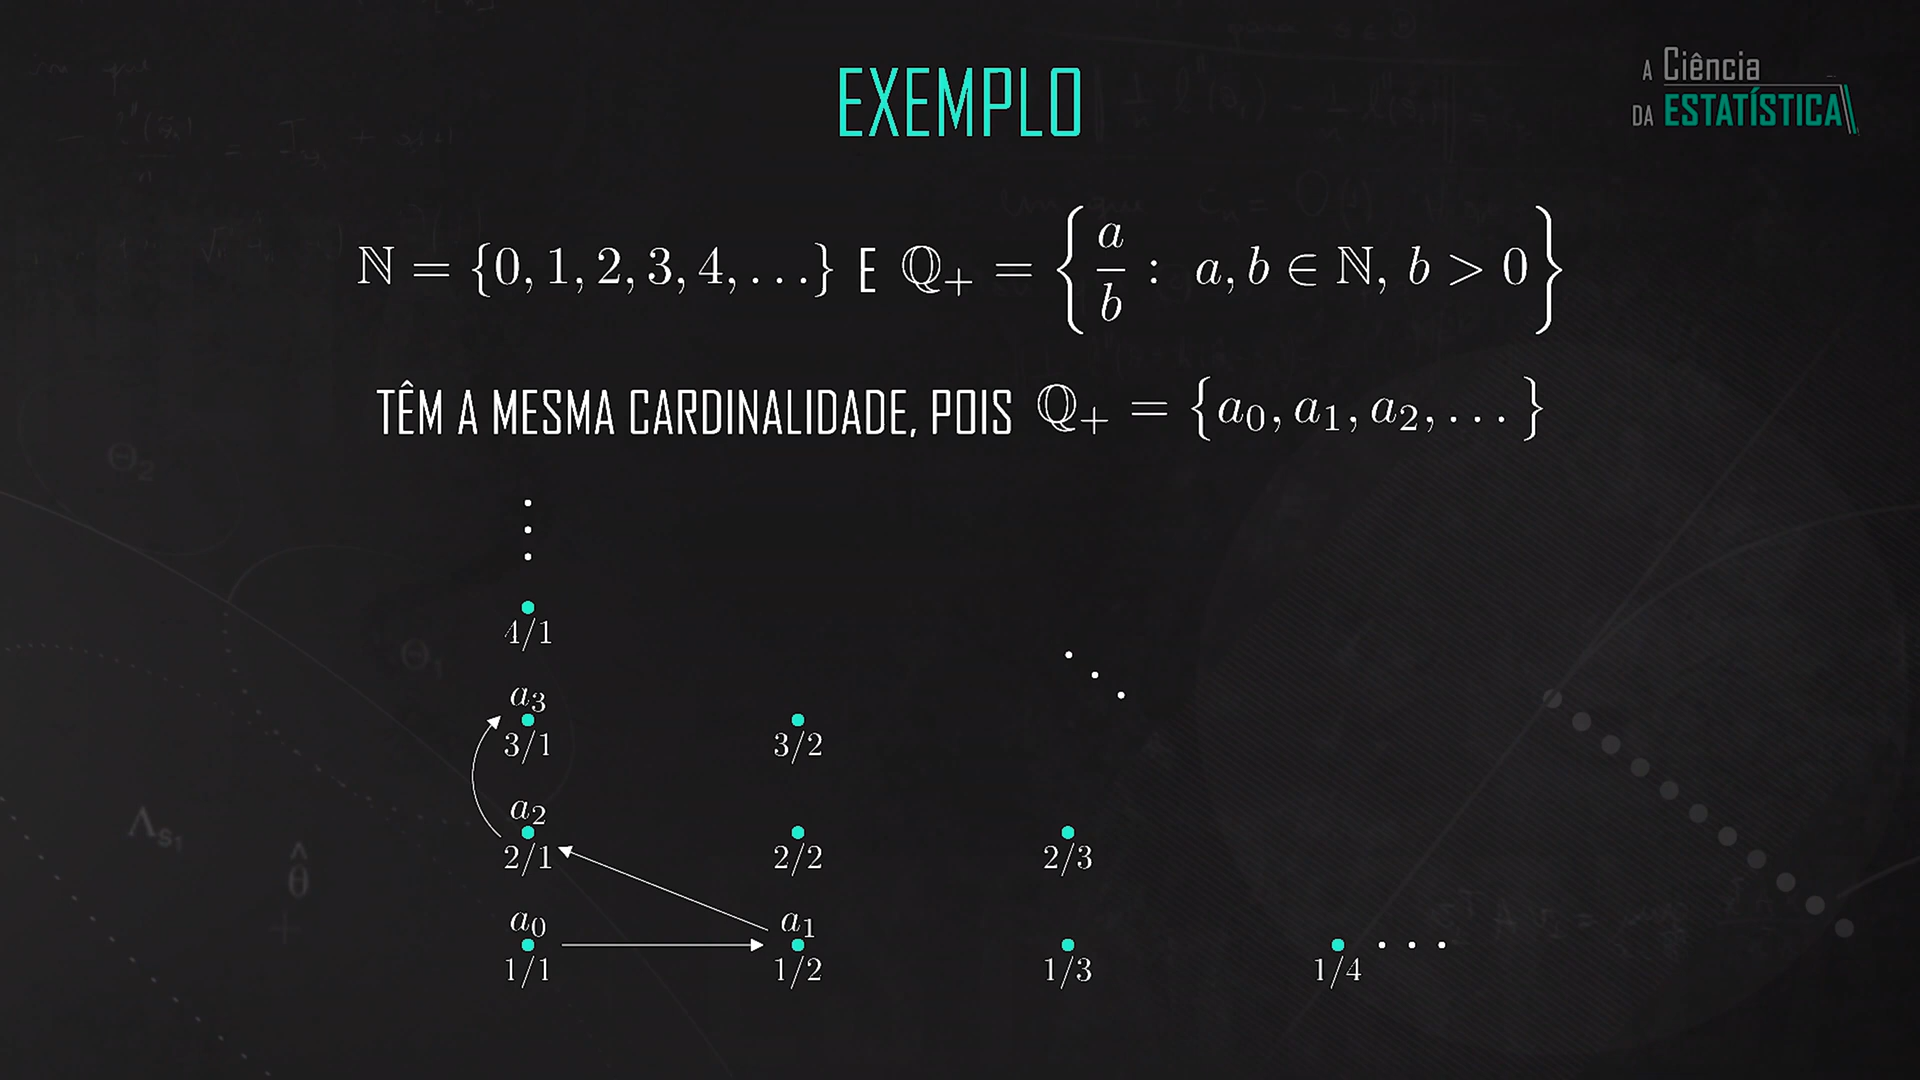 EXEMPLO
A Ciência
DA ESTATÍSTICA
ℕ = {0, 1, 2, 3, 4, ...} E ℚ₊ = { a/b : a, b ∈ ℕ, b > 0 }
TÊM A MESMA CARDINALIDADE, POIS ℚ₊ = {a₀, a₁, a₂, ...}
4/1
a₃
3/1 3/2
a₂
2/1 2/2 2/3
a₀ a₁
1/1 1/2 1/3 1/4 ...